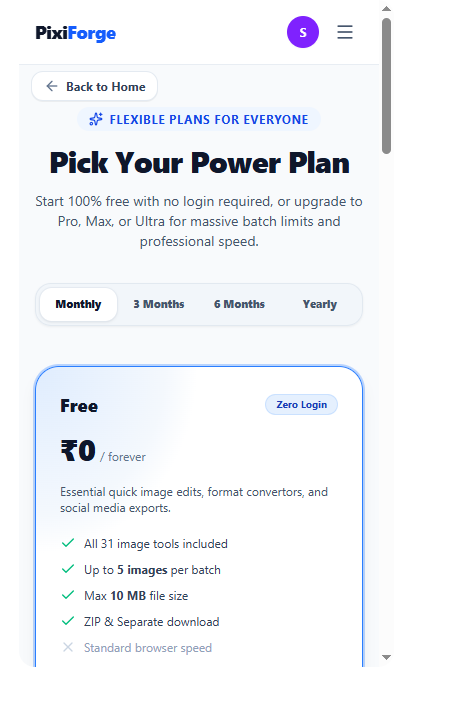 PixiForge
S
Back to Home
FLEXIBLE PLANS FOR EVERYONE
Pick Your Power Plan
Start 100% free with no login required, or upgrade to
Pro, Max, or Ultra for massive batch limits and
professional speed.
Monthly 3 Months 6 Months Yearly
Free
Zero Login
₹0 / forever
Essential quick image edits, format convertors, and
social media exports.
All 31 image tools included
Up to 5 images per batch
Max 10 MB file size
ZIP & Separate download
Standard browser speed